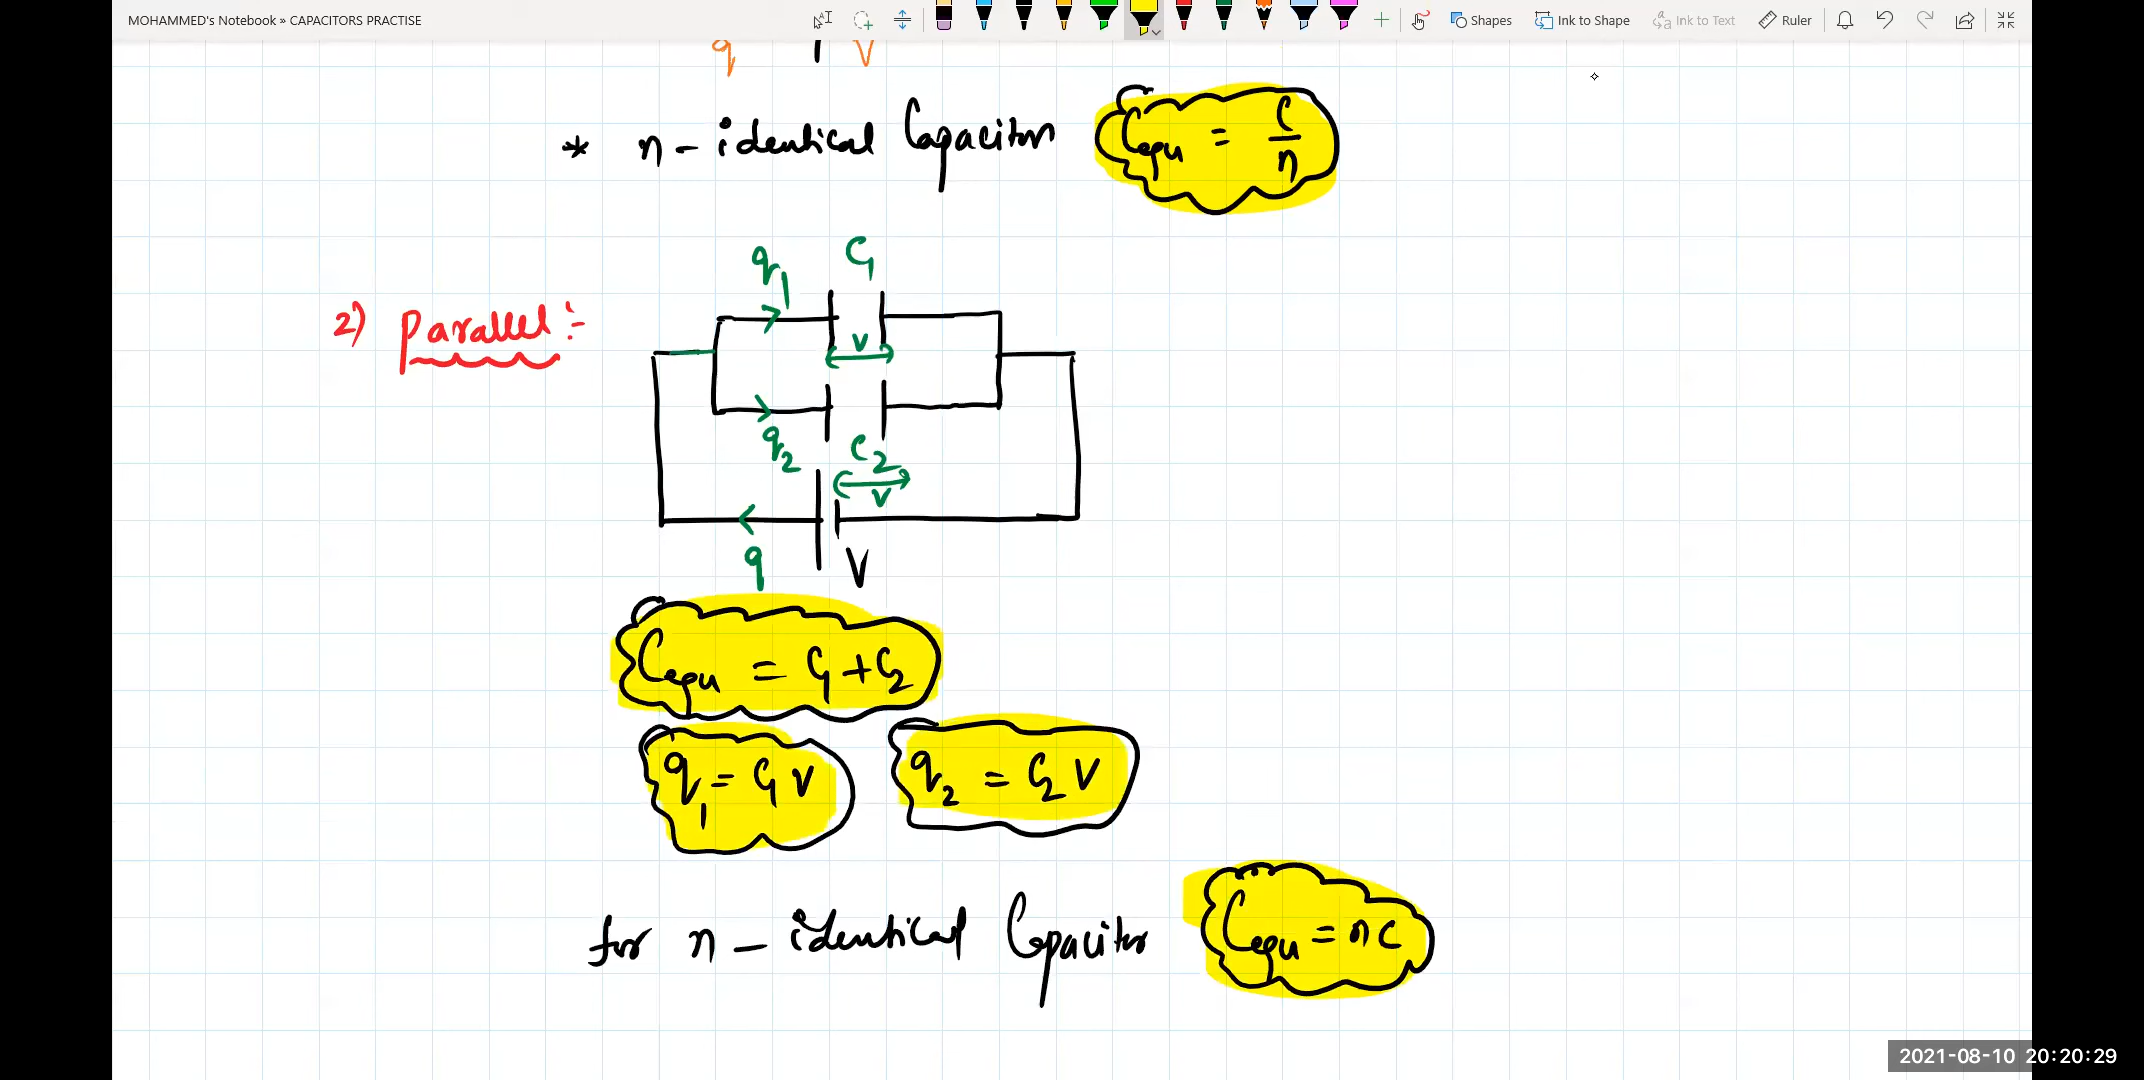 MOHAMMED's Notebook » CAPACITORS PRACTISE
Shapes Ink to Shape Ink to Text Ruler
q V
* n - identical Capacitor Cequ = C/n
q1 C1
2) Parallel :-
V
q2 C2
V
q V
Cequ = C1 + C2
q1 = C1 V q2 = C2 V
for n - identical Capacitor Cequ = nC
2021-08-10 20:20:29